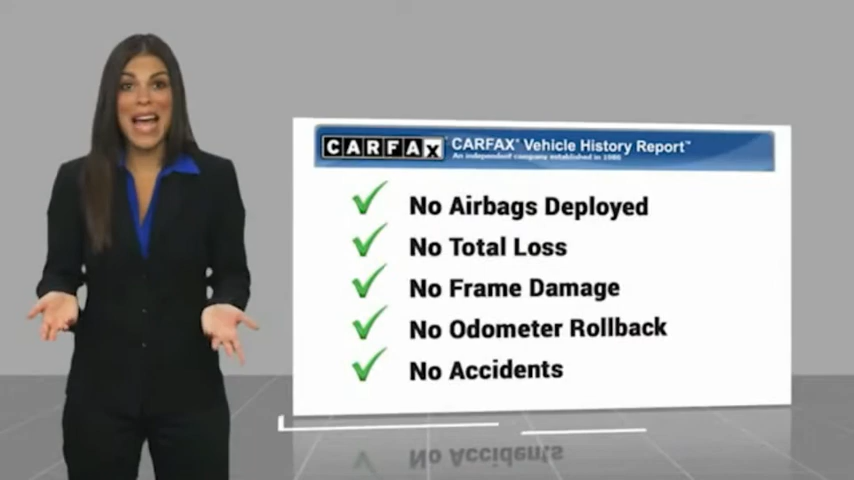 CARFAX CARFAX® Vehicle History Report™
An independent company established in 1986
No Airbags Deployed
No Total Loss
No Frame Damage
No Odometer Rollback
No Accidents
No Accidents